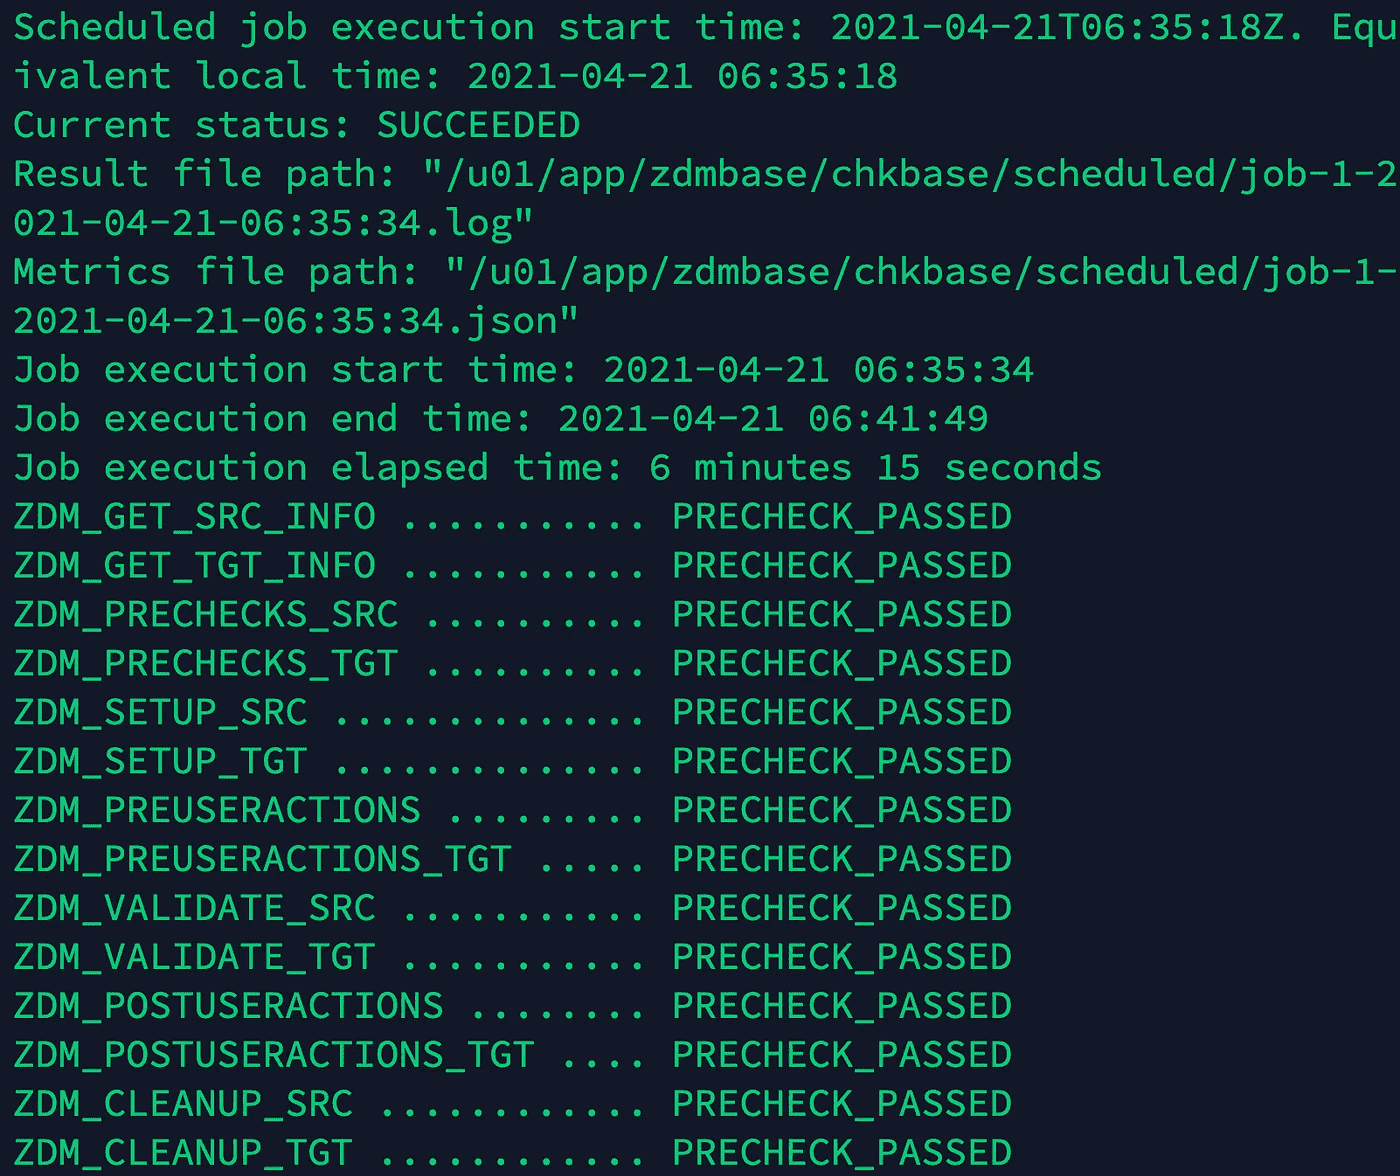 Scheduled job execution start time: 2021-04-21T06:35:18Z. Equ
ivalent local time: 2021-04-21 06:35:18
Current status: SUCCEEDED
Result file path: "/u01/app/zdmbase/chkbase/scheduled/job-1-2
021-04-21-06:35:34.log"
Metrics file path: "/u01/app/zdmbase/chkbase/scheduled/job-1-
2021-04-21-06:35:34.json"
Job execution start time: 2021-04-21 06:35:34
Job execution end time: 2021-04-21 06:41:49
Job execution elapsed time: 6 minutes 15 seconds
ZDM_GET_SRC_INFO ........... PRECHECK_PASSED
ZDM_GET_TGT_INFO ........... PRECHECK_PASSED
ZDM_PRECHECKS_SRC .......... PRECHECK_PASSED
ZDM_PRECHECKS_TGT .......... PRECHECK_PASSED
ZDM_SETUP_SRC .............. PRECHECK_PASSED
ZDM_SETUP_TGT .............. PRECHECK_PASSED
ZDM_PREUSERACTIONS ......... PRECHECK_PASSED
ZDM_PREUSERACTIONS_TGT ..... PRECHECK_PASSED
ZDM_VALIDATE_SRC ........... PRECHECK_PASSED
ZDM_VALIDATE_TGT ........... PRECHECK_PASSED
ZDM_POSTUSERACTIONS ........ PRECHECK_PASSED
ZDM_POSTUSERACTIONS_TGT .... PRECHECK_PASSED
ZDM_CLEANUP_SRC ............ PRECHECK_PASSED
ZDM_CLEANUP_TGT ............ PRECHECK_PASSED